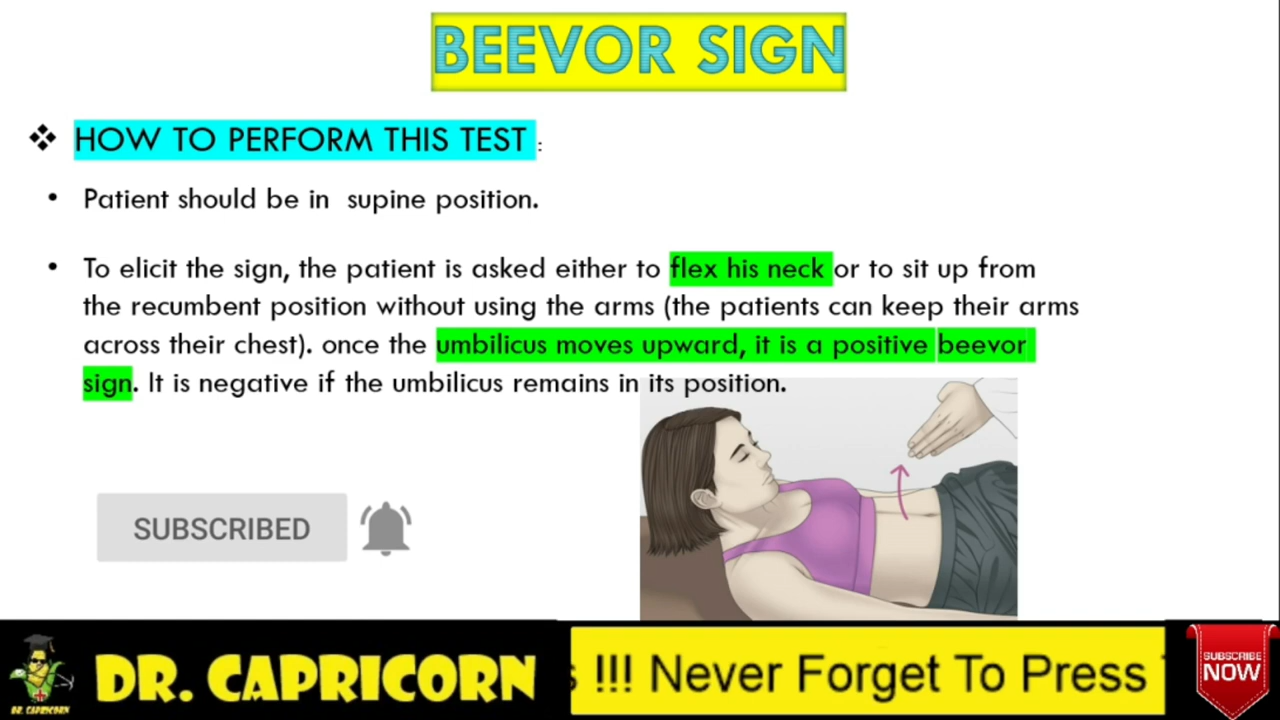 BEEVOR SIGN
HOW TO PERFORM THIS TEST :
• Patient should be in supine position.
• To elicit the sign, the patient is asked either to flex his neck or to sit up from
the recumbent position without using the arms (the patients can keep their arms
across their chest). once the umbilicus moves upward, it is a positive beevor
sign. It is negative if the umbilicus remains in its position.
SUBSCRIBED
DR. CAPRICORN
DR. CAPRICORN
!!! Never Forget To Press
SUBSCRIBE
NOW